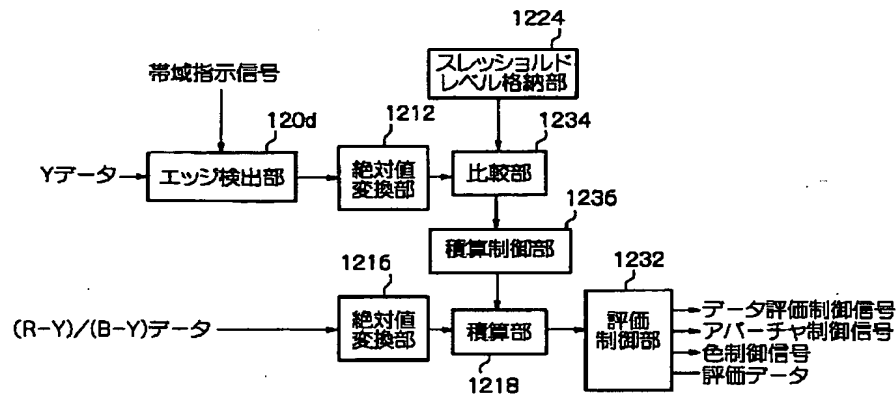 1224
スレッショルド
レベル格納部
帯域指示信号
120d
1212
1234
Yデータ
エッジ検出部
絶対値
変換部
比較部
1236
積算制御部
1216
1232
(R-Y)/(B-Y)データ
絶対値
変換部
積算部
1218
評価
制御部
データ評価制御信号
アパーチャ制御信号
色制御信号
評価データ